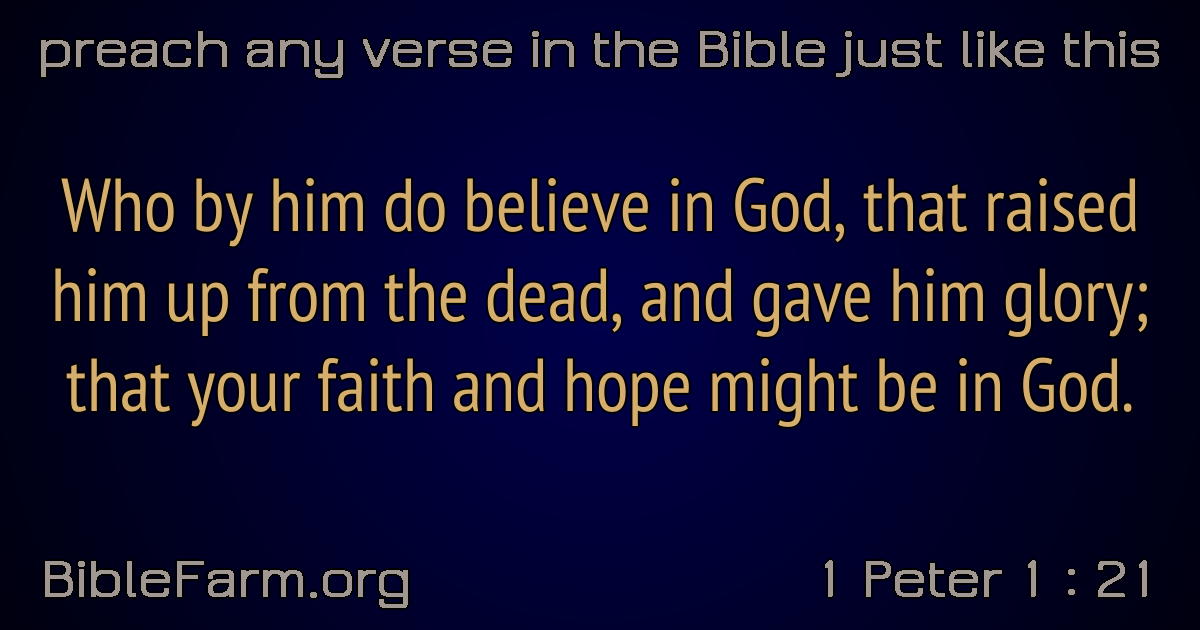 preach any verse in the Bible just like this
Who by him do believe in God, that raised
him up from the dead, and gave him glory;
that your faith and hope might be in God.
BibleFarm.org
1 Peter 1 : 21